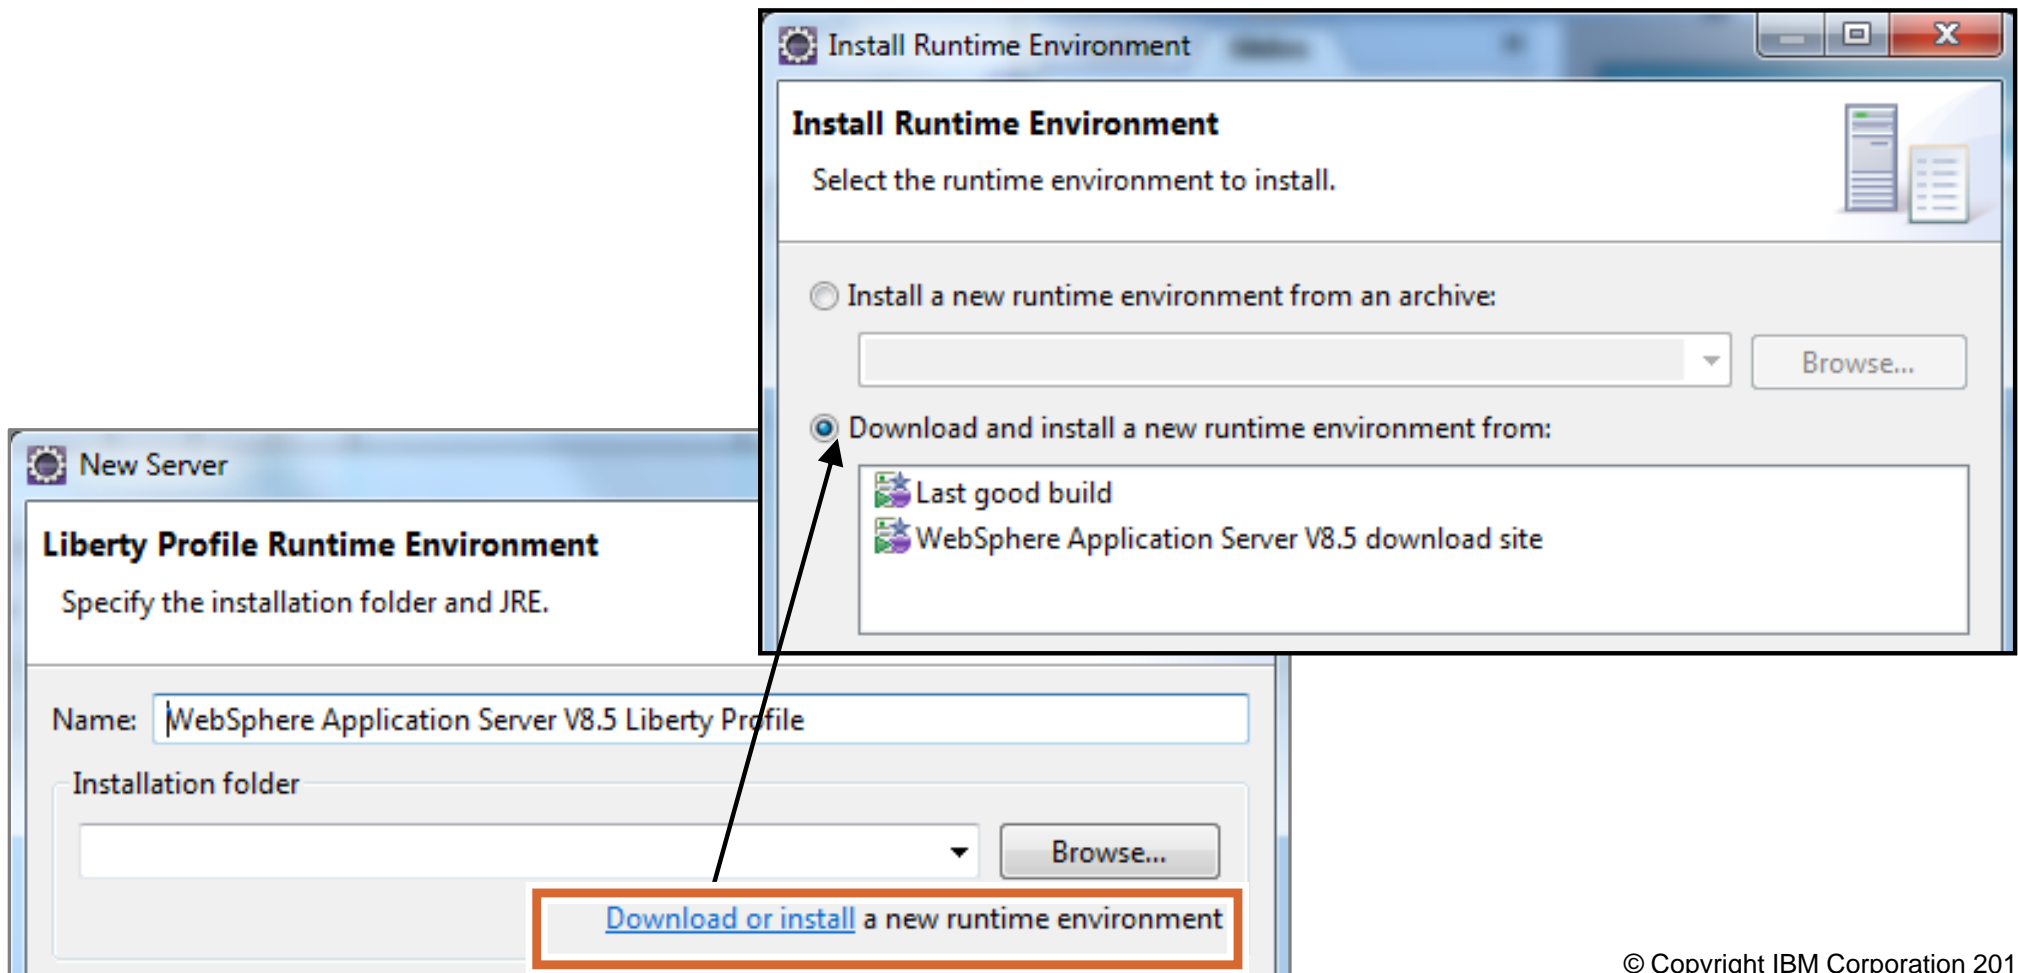 Install Runtime Environment
Install Runtime Environment
Select the runtime environment to install.
Install a new runtime environment from an archive:
Browse...
Download and install a new runtime environment from:
Last good build
WebSphere Application Server V8.5 download site
New Server
Liberty Profile Runtime Environment
Specify the installation folder and JRE.
Name: WebSphere Application Server V8.5 Liberty Profile
Installation folder
Browse...
Download or install a new runtime environment
© Copyright IBM Corporation 201